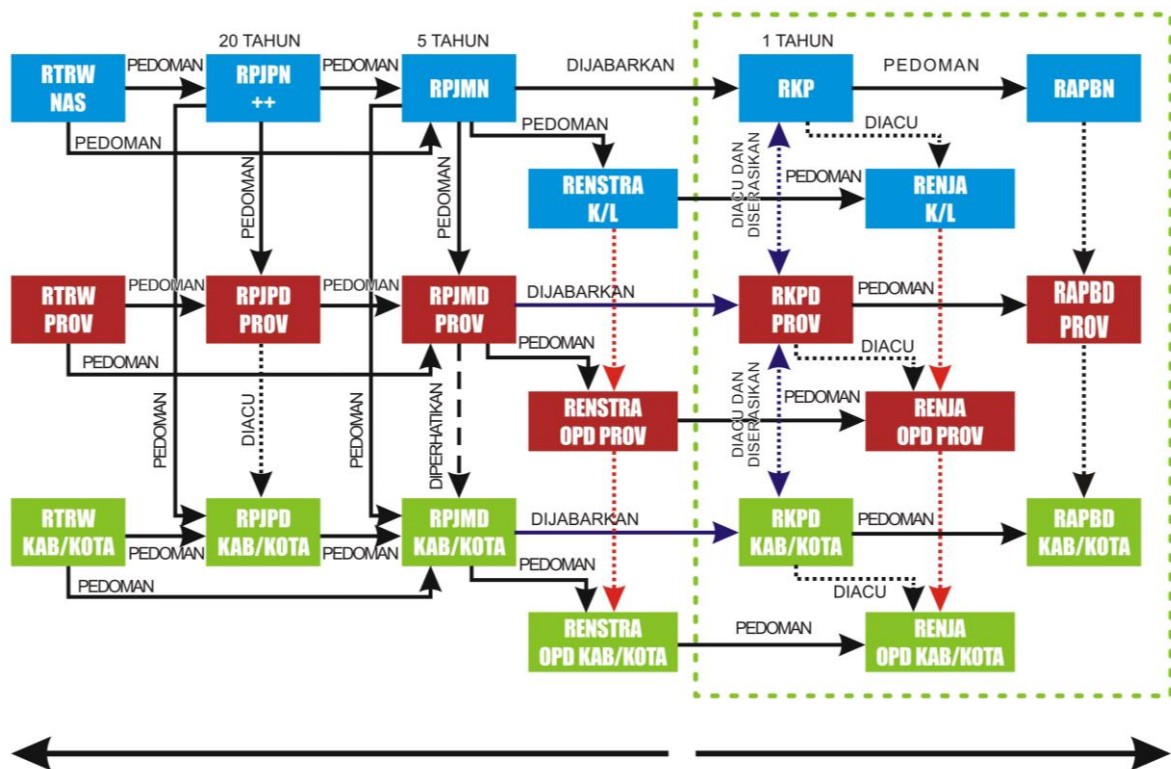 20 TAHUN
5 TAHUN
1 TAHUN
RTRW
NAS
PEDOMAN
RPJPN
++
PEDOMAN
RPJMN
DIJABARKAN
RKP
PEDOMAN
RAPBN
PEDOMAN
PEDOMAN
DIACU
PEDOMAN
PEDOMAN
RENSTRA
K/L
PEDOMAN
DIACU DAN
DISERASIKAN
RENJA
K/L
RTRW
PROV
PEDOMAN
RPJPD
PROV
PEDOMAN
RPJMD
PROV
DIJABARKAN
RKPD
PROV
PEDOMAN
RAPBD
PROV
PEDOMAN
PEDOMAN
DIACU
PEDOMAN
DIACU
PEDOMAN
DIPERHATIKAN
RENSTRA
OPD PROV
PEDOMAN
DIACU DAN
DISERASIKAN
RENJA
OPD PROV
RTRW
KAB/KOTA
PEDOMAN
RPJPD
KAB/KOTA
PEDOMAN
RPJMD
KAB/KOTA
DIJABARKAN
RKPD
KAB/KOTA
PEDOMAN
RAPBD
KAB/KOTA
PEDOMAN
PEDOMAN
DIACU
RENSTRA
OPD KAB/KOTA
PEDOMAN
RENJA
OPD KAB/KOTA